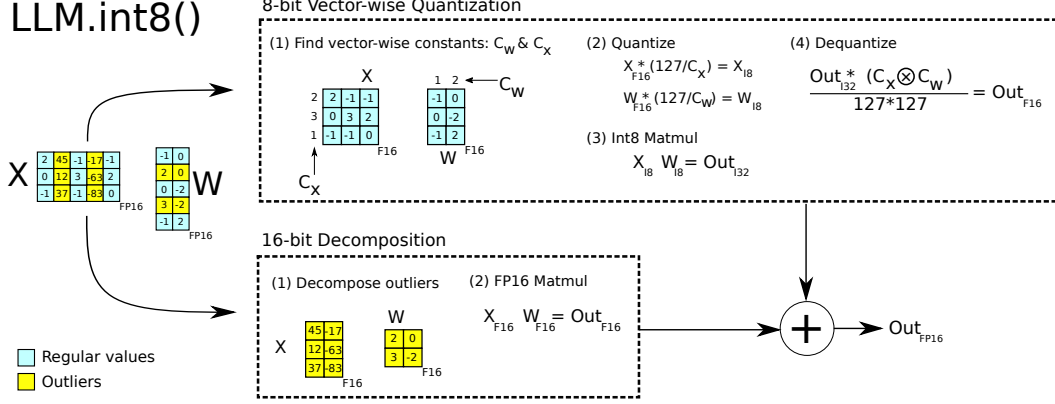 LLM.int8()
8-bit Vector-wise Quantization
(1) Find vector-wise constants: C_W & C_X
X
2 2 -1 -1
3 0 3 2
1 -1 -1 0
F16
C_X
1 2 C_W
-1 0
0 -2
-1 2
W F16
(2) Quantize
X_F16 * (127/C_X) = X_I8
W_F16 * (127/C_W) = W_I8
(3) Int8 Matmul
X_I8 W_I8 = Out_I32
(4) Dequantize
Out_I32 * (C_X ⊗ C_W)
127*127
= Out_F16
X
2 45 -1 -17 -1
0 12 3 -63 2
-1 37 -1 -83 0
FP16
-1 0
2 0
0 -2
3 -2
-1 2
W
FP16
16-bit Decomposition
(1) Decompose outliers
X
45 -17
12 -63
37 -83
F16
W
2 0
3 -2
F16
(2) FP16 Matmul
X_F16 W_F16 = Out_F16
+
Out_FP16
Regular values
Outliers